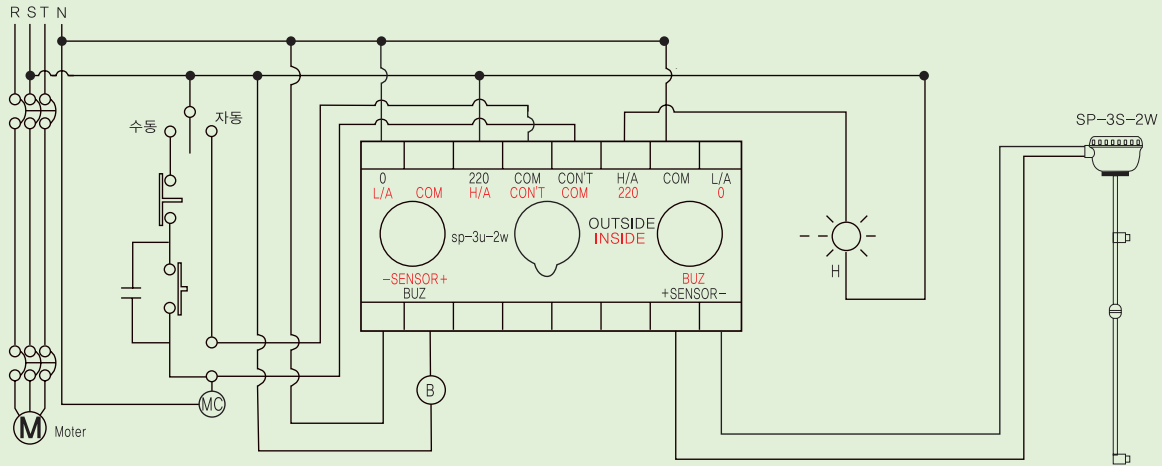 R S T N
수동
자동
SP-3S-2W
0 220 COM CON'T H/A COM L/A
L/A COM H/A CON'T COM 220 0
sp-3u-2w
OUTSIDE
INSIDE
-SENSOR+
BUZ
BUZ
+SENSOR-
H
B
MC
M
Moter